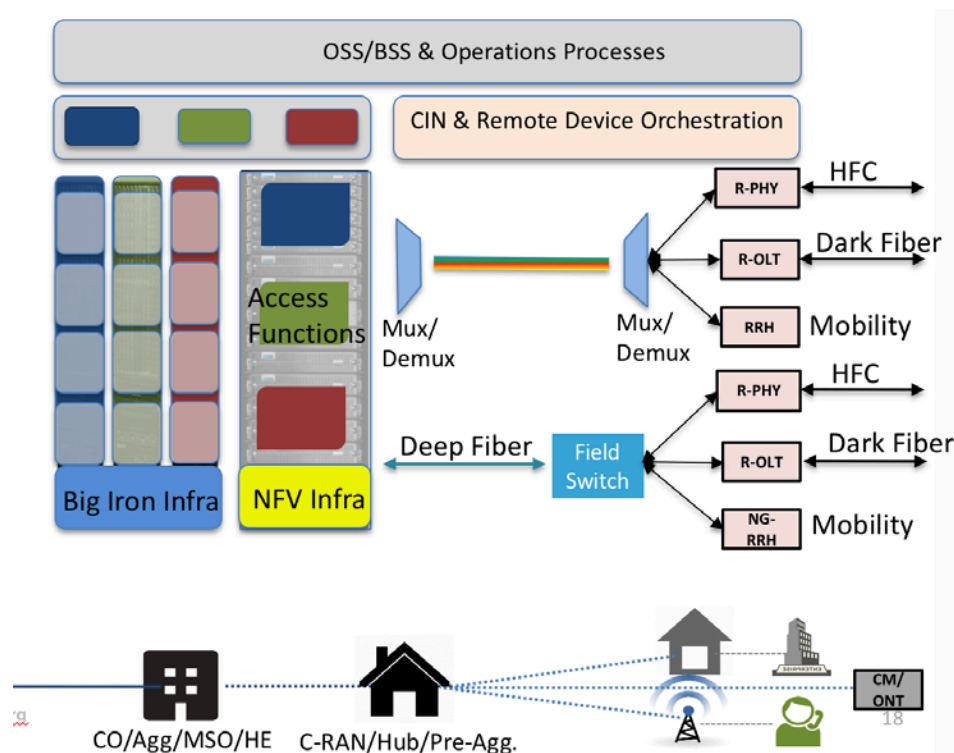 OSS/BSS & Operations Processes
CIN & Remote Device Orchestration
R-PHY
HFC
R-OLT
Dark Fiber
RRH
Mobility
Access
Functions
Mux/
Demux
Mux/
Demux
R-PHY
HFC
Deep Fiber
Field
Switch
R-OLT
Dark Fiber
NG-
RRH
Mobility
Big Iron Infra
NFV Infra
CM/
ONT
rg
18
CO/Agg/MSO/HE
C-RAN/Hub/Pre-Agg.